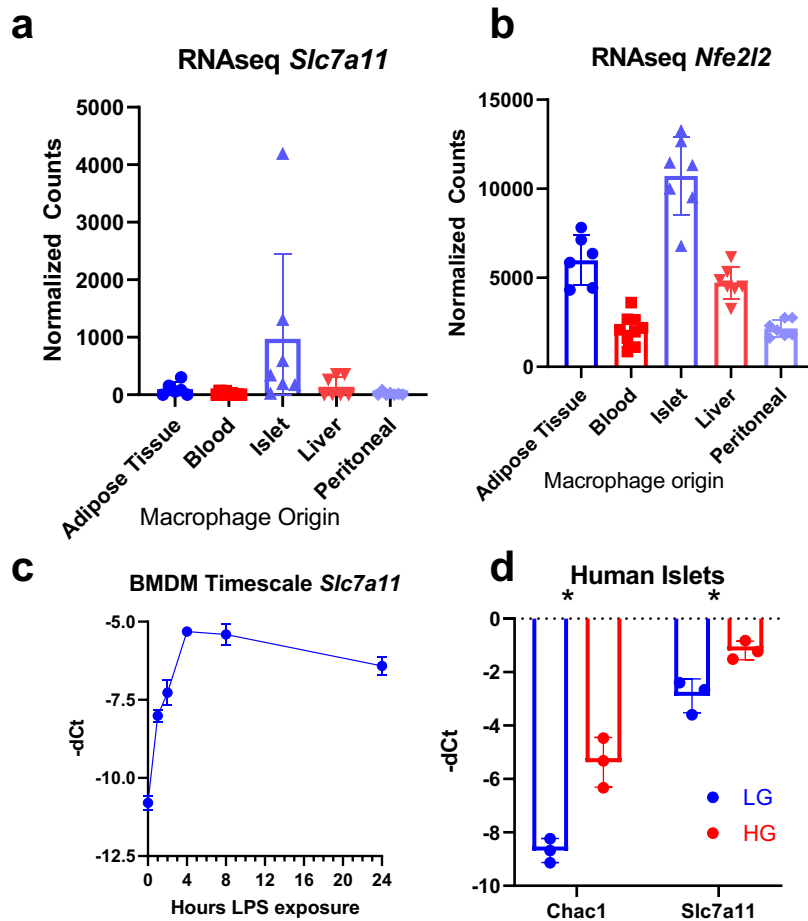 a
RNAseq Slc7a11
Normalized Counts
5000
4000
3000
2000
1000
0
Adipose Tissue
Blood
Islet
Liver
Peritoneal
Macrophage Origin
b
RNAseq Nfe2l2
Normalized Counts
15000
10000
5000
0
Adipose Tissue
Blood
Islet
Liver
Peritoneal
Macrophage origin
c
BMDM Timescale Slc7a11
-dCt
-5.0
-7.5
-10.0
-12.5
0 4 8 12 16 20 24
Hours LPS exposure
d
Human Islets
* *
-dCt
0
-2
-4
-6
-8
-10
LG
HG
Chac1 Slc7a11